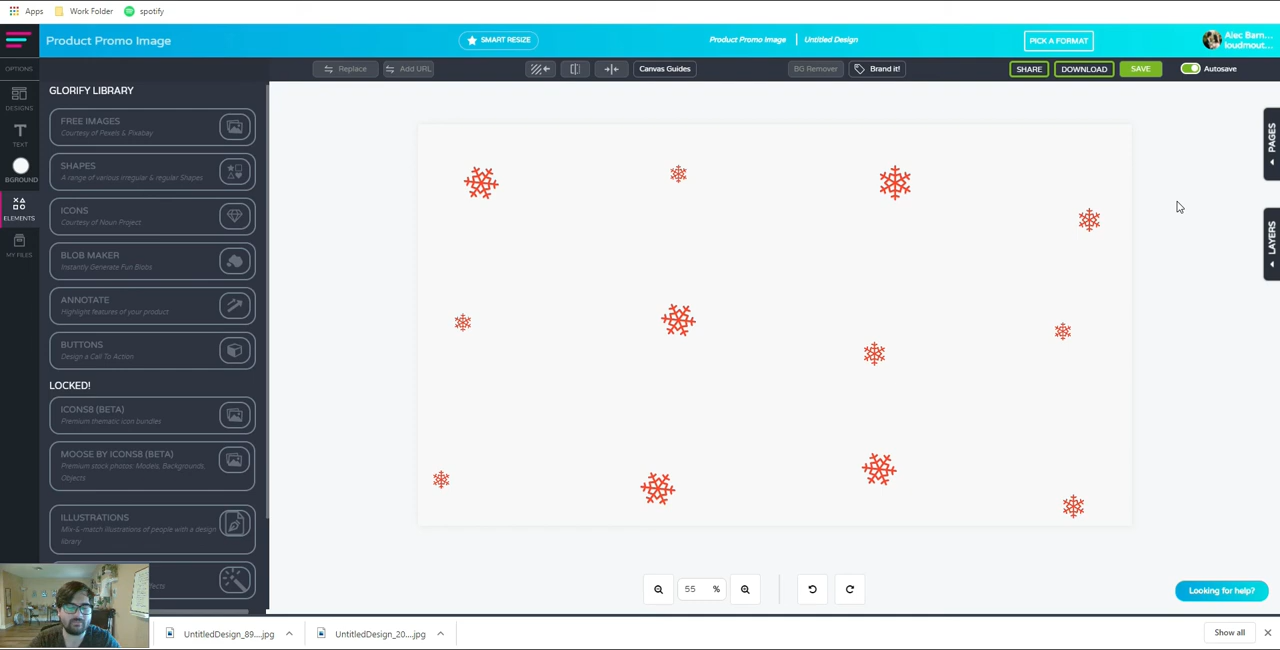 Apps Work Folder spotify
Product Promo Image SMART RESIZE Product Promo Image Untitled Design PICK A FORMAT Alec Barn...
loudmout...
OPTIONS Replace Add URL Canvas Guides BG Remover Brand it! SHARE DOWNLOAD SAVE Autosave
GLORIFY LIBRARY
DESIGNS
FREE IMAGES
Courtesy of Pexels & Pixabay
TEXT
SHAPES
A range of various irregular & regular Shapes
BGROUND
ICONS
Courtesy of Noun Project
ELEMENTS
BLOB MAKER
Instantly Generate Fun Blobs
MY FILES
ANNOTATE
Highlight features of your product
BUTTONS
Design a Call To Action
LOCKED!
ICONS8 (BETA)
Premium thematic icon bundles
MOOSE BY ICONS8 (BETA)
Premium stock photos: Models, Backgrounds,
Objects
ILLUSTRATIONS
Mix-&-match illustrations of people with a design
library
PAGES
LAYERS
55 %
Looking for help?
UntitledDesign_89....jpg UntitledDesign_20....jpg Show all